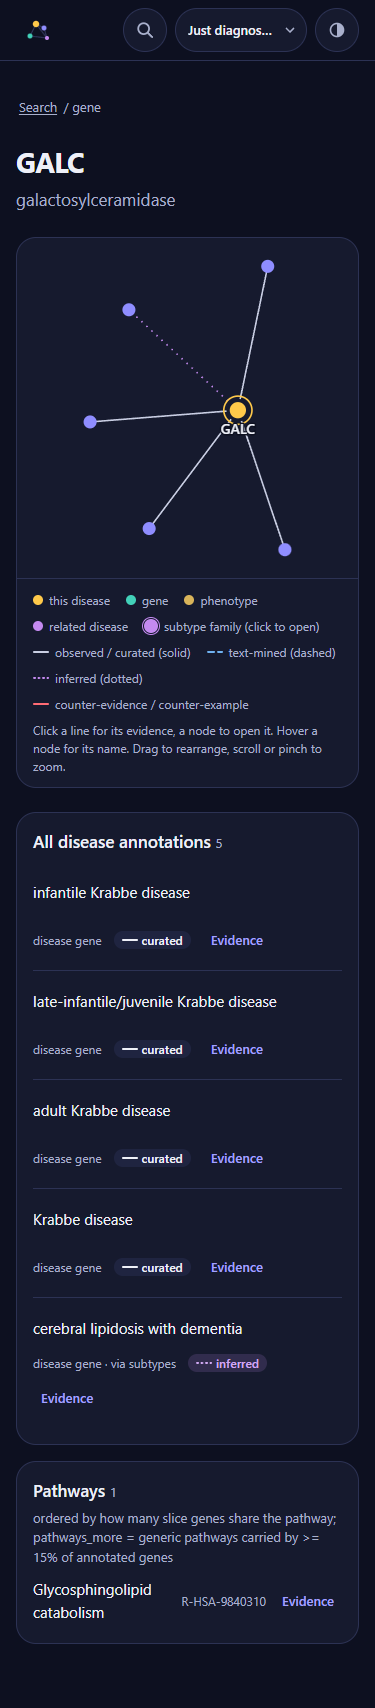 Just diagnos...
Search / gene
GALC
galactosylceramidase
GALC
this disease gene phenotype
related disease subtype family (click to open)
observed / curated (solid) text-mined (dashed)
inferred (dotted)
counter-evidence / counter-example
Click a line for its evidence, a node to open it. Hover a
node for its name. Drag to rearrange, scroll or pinch to
zoom.
All disease annotations 5
infantile Krabbe disease
disease gene curated Evidence
late-infantile/juvenile Krabbe disease
disease gene curated Evidence
adult Krabbe disease
disease gene curated Evidence
Krabbe disease
disease gene curated Evidence
cerebral lipidosis with dementia
disease gene · via subtypes inferred
Evidence
Pathways 1
ordered by how many slice genes share the pathway;
pathways_more = generic pathways carried by >=
15% of annotated genes
Glycosphingolipid
catabolism R-HSA-9840310 Evidence